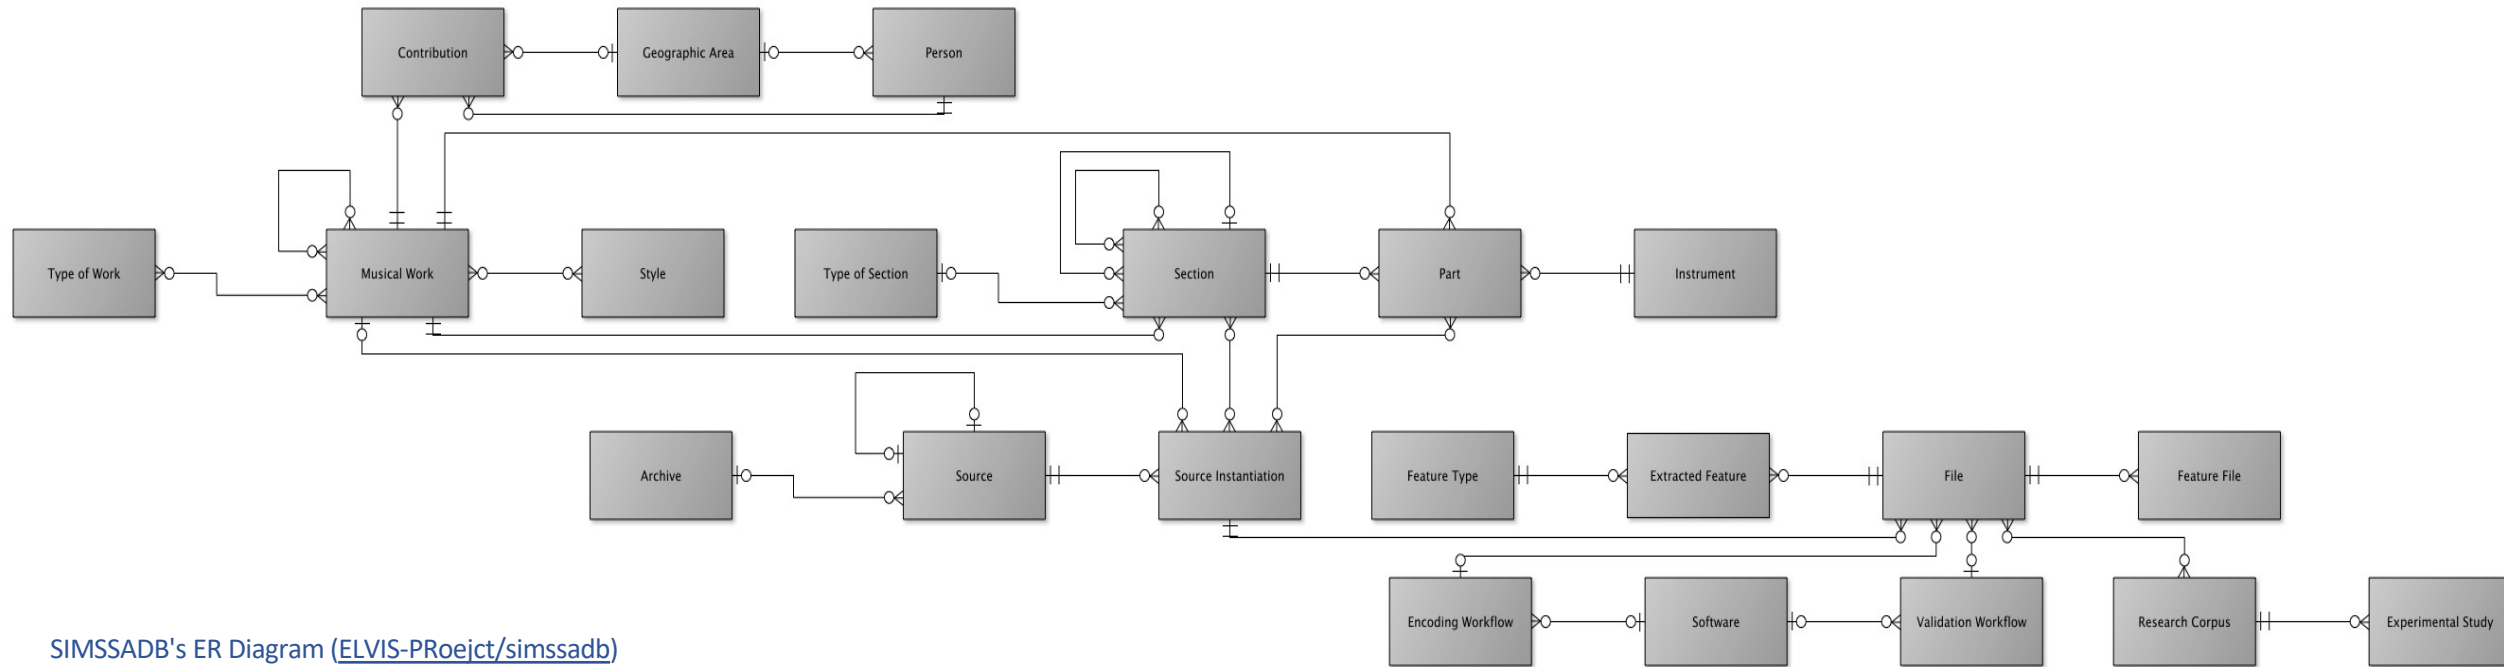 Contribution
Geographic Area
Person
Type of Work
Musical Work
Style
Type of Section
Section
Part
Instrument
Archive
Source
Source Instantiation
Feature Type
Extracted Feature
File
Feature File
Encoding Workflow
Software
Validation Workflow
Research Corpus
Experimental Study
SIMSSADB's ER Diagram (ELVIS-PRoejct/simssadb)